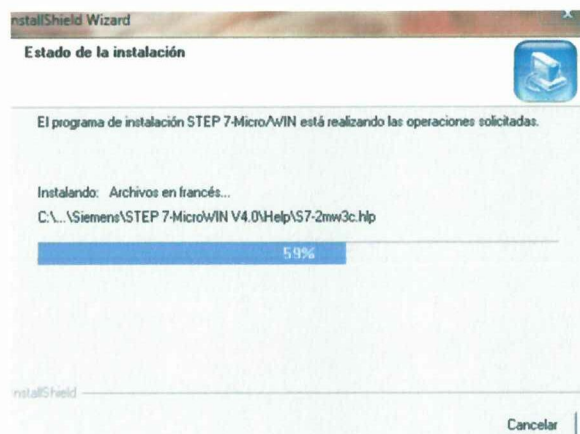 nstallShield Wizard
Estado de la instalación
El programa de instalación STEP 7-Micro/WIN está realizando las operaciones solicitadas.
Instalando: Archivos en francés...
C:\...\Siemens\STEP 7-MicroWIN V4.0\Help\S7-2mw3c.hlp
59%
nstallShield
Cancelar